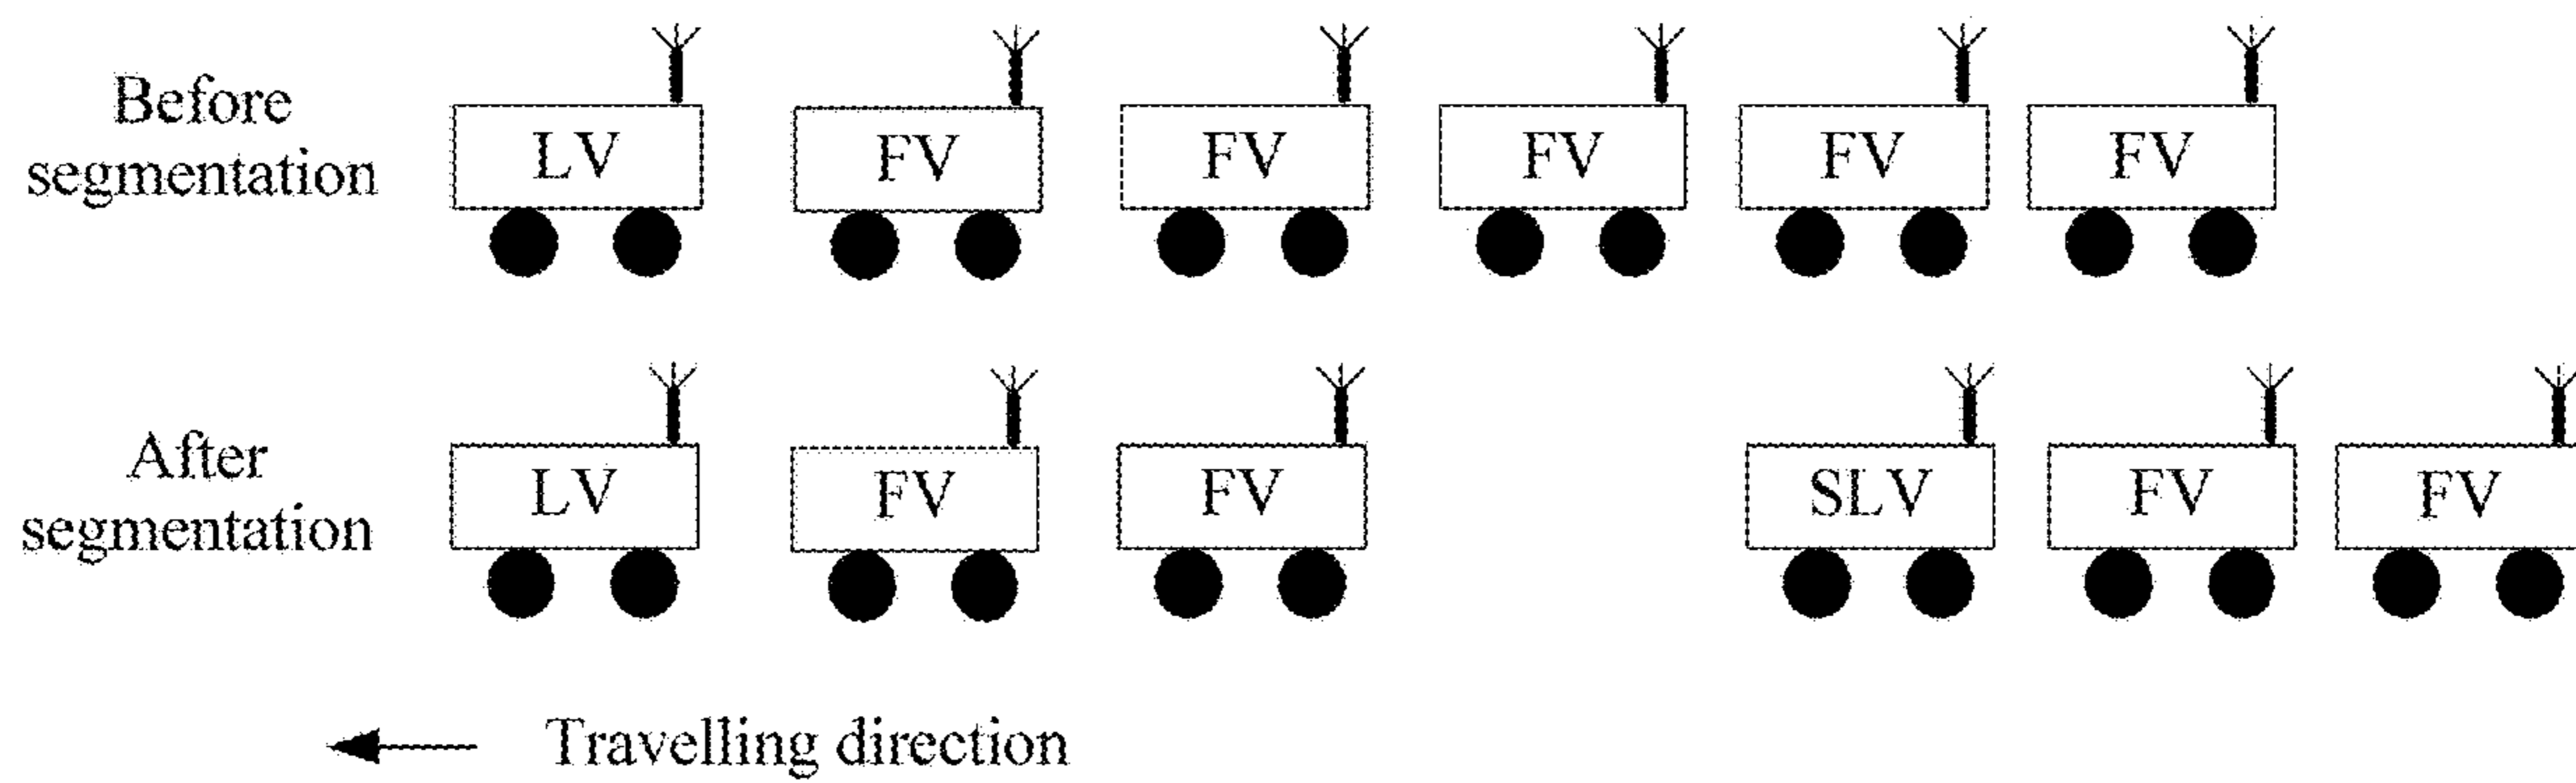 Before
segmentation
LV FV FV FV FV FV
After
segmentation
LV FV FV SLV FV FV
Travelling direction